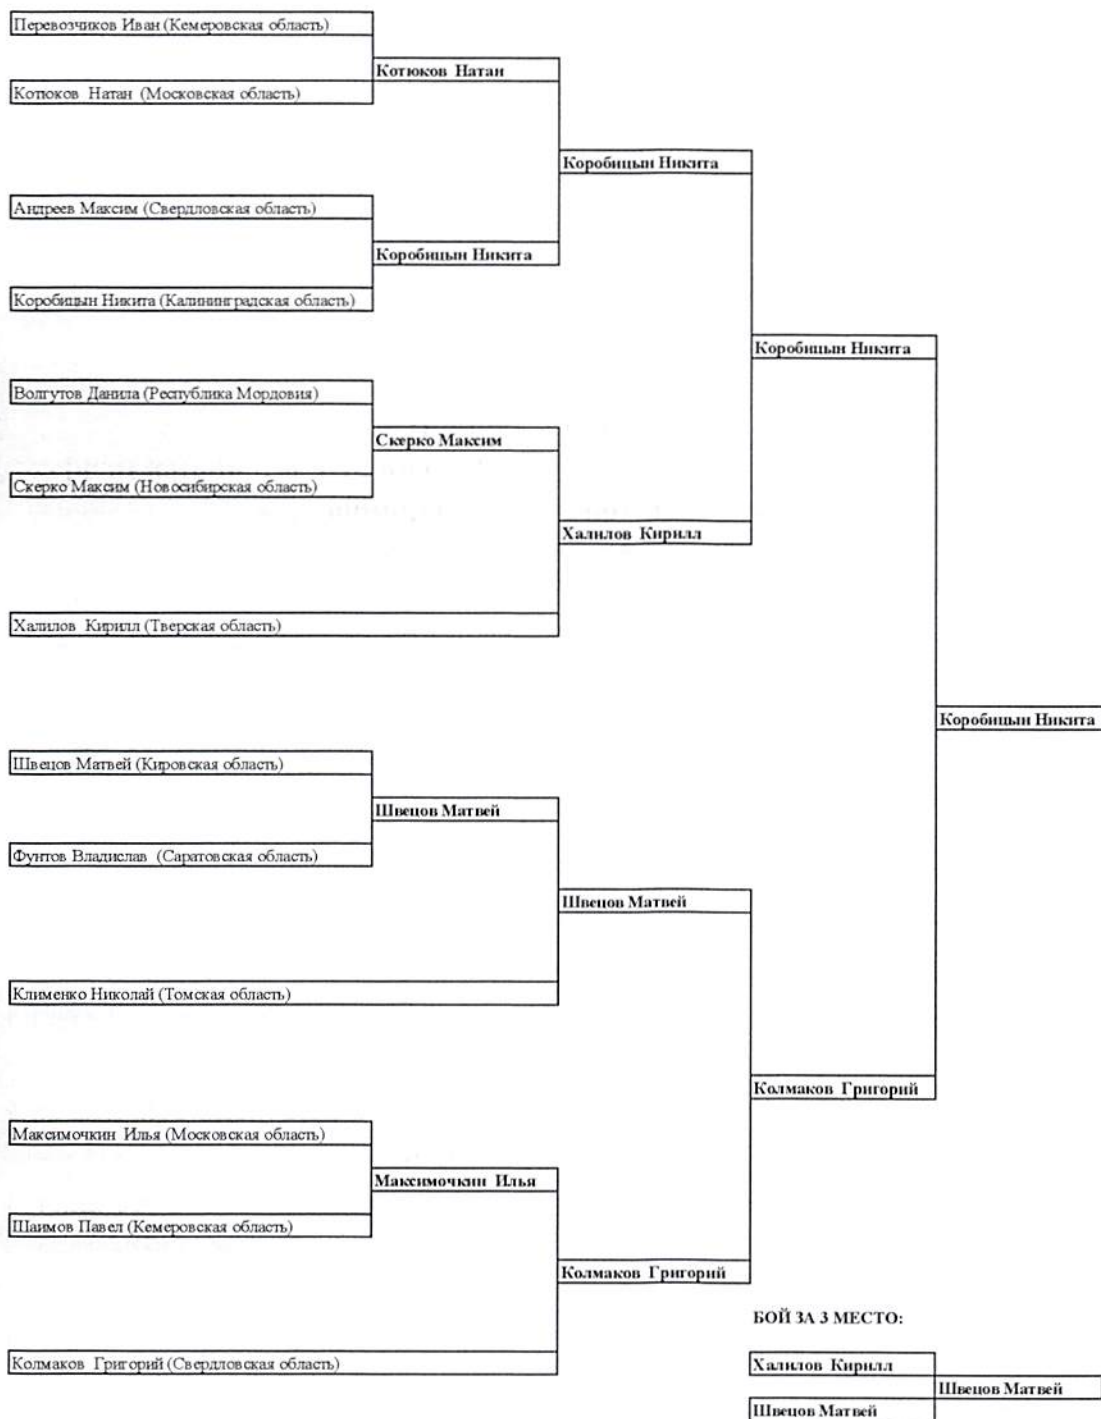 Перевозчиков Иван (Кемеровская область)
Котюков Натан
Котюков Натан (Московская область)
Коробицын Никита
Андреев Максим (Свердловская область)
Коробицын Никита
Коробицын Никита (Калининградская область)
Коробицын Никита
Волгутов Данила (Республика Мордовия)
Скерко Максим
Скерко Максим (Новосибирская область)
Халилов Кирилл
Халилов Кирилл (Тверская область)
Коробицын Никита
Швецов Матвей (Кировская область)
Швецов Матвей
Фунтов Владислав (Саратовская область)
Швецов Матвей
Клименко Николай (Томская область)
Колмаков Григорий
Максимочкин Илья (Московская область)
Максимочкин Илья
Шаимов Павел (Кемеровская область)
Колмаков Григорий
БОЙ ЗА 3 МЕСТО:
Колмаков Григорий (Свердловская область)
Халилов Кирилл
Швецов Матвей
Швецов Матвей